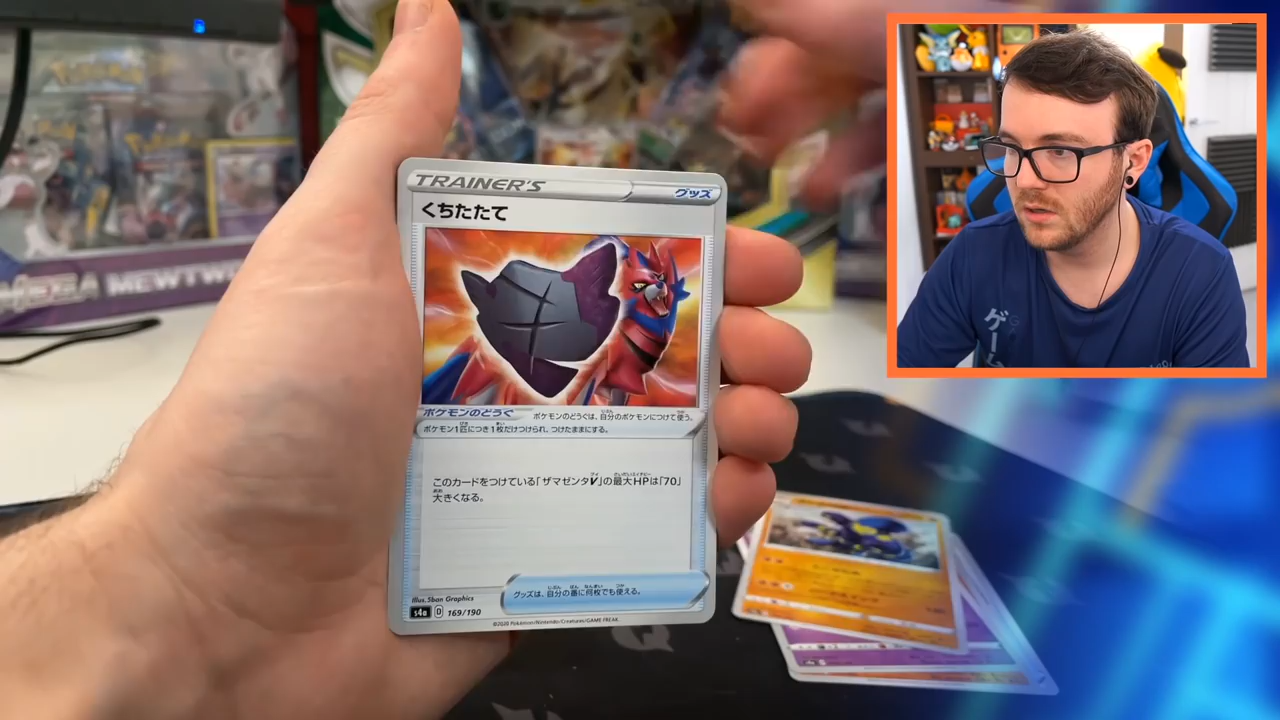 MEGA MEWTW
TRAINER'S
グッズ
くちたたて
ポケモンのどうぐ
ポケモンのどうぐは、自分のポケモンにつけて使う。
ポケモン1匹につき1枚だけつけられ、つけたままにする。
このカードをつけている「ザマゼンタV」の最大HPは「70」
大きくなる。
グッズは、自分の番に何枚でも使える。
Illus. 5ban Graphics
s4a D 169/190
©2020 Pokémon/Nintendo/Creatures/GAME FREAK.
ゲーム